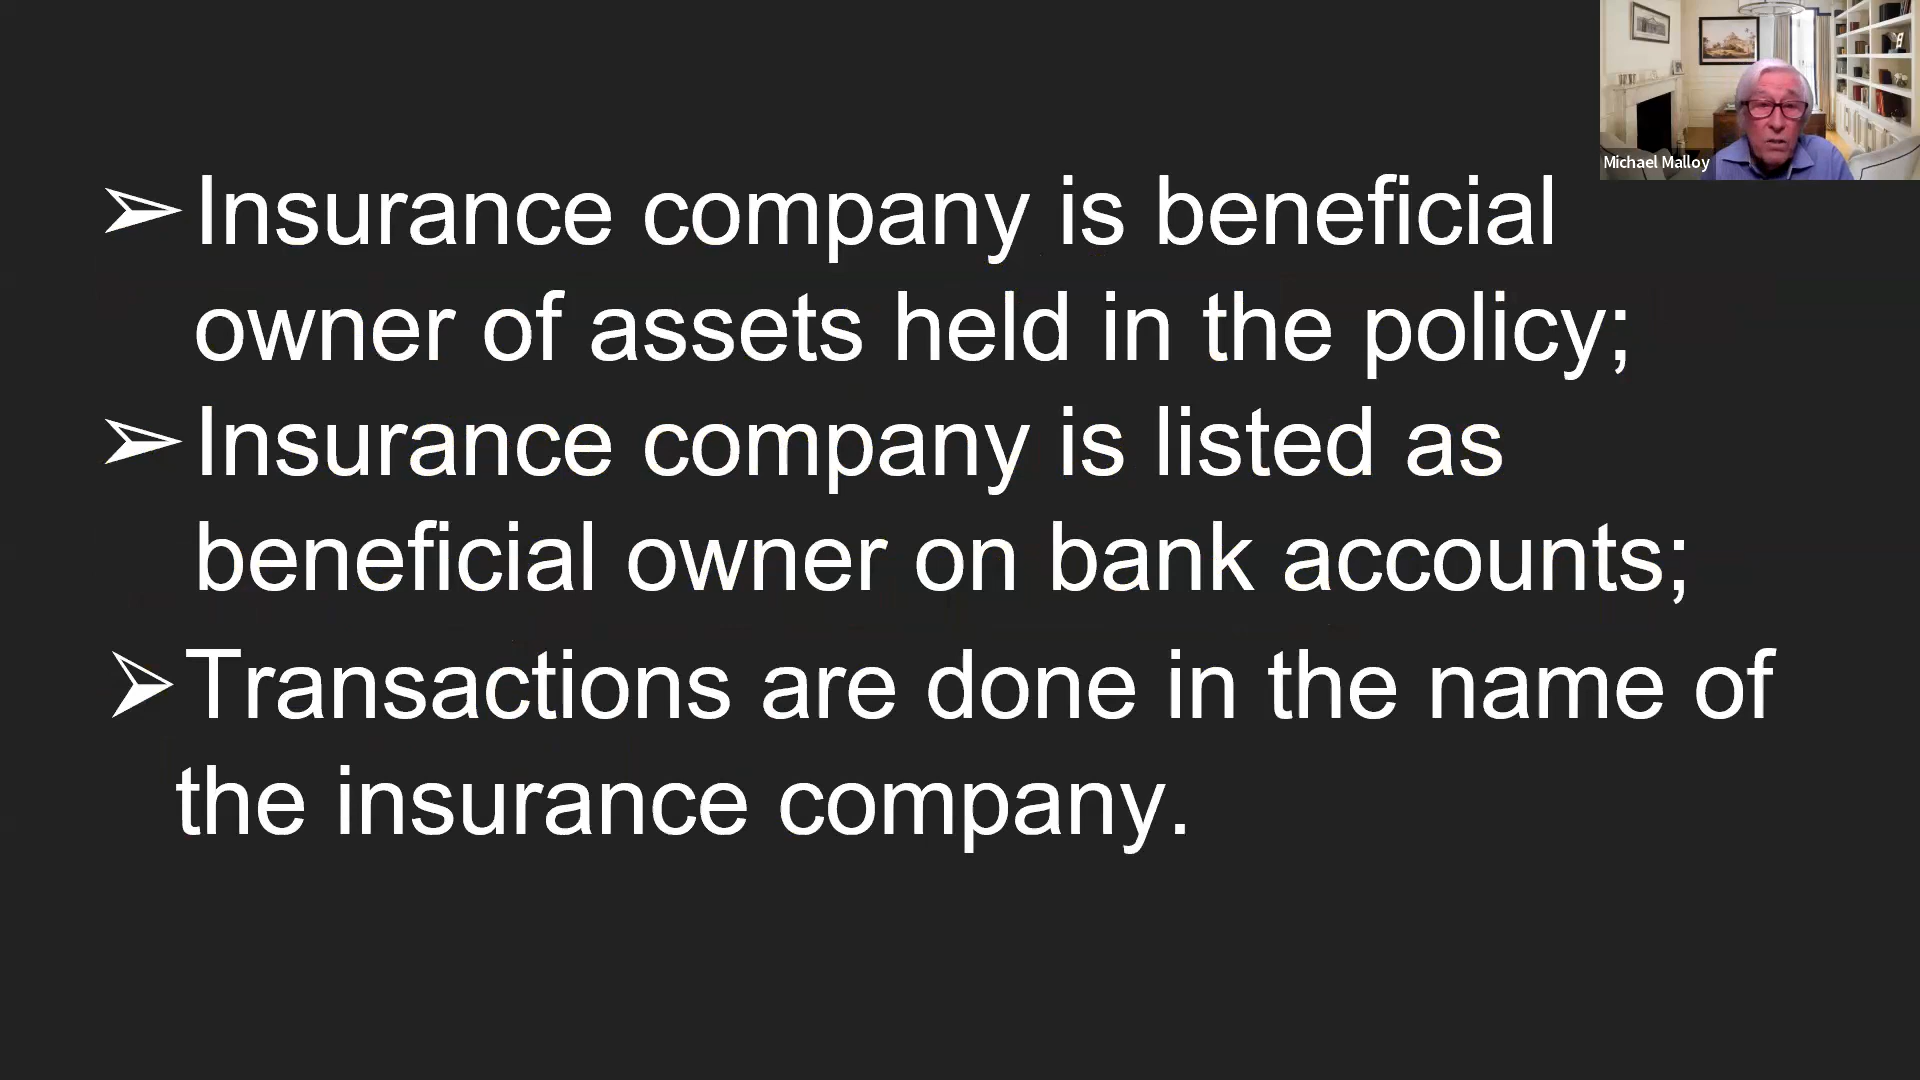 Michael Malloy
➢Insurance company is beneficial
owner of assets held in the policy;
➢Insurance company is listed as
beneficial owner on bank accounts;
➢Transactions are done in the name of
the insurance company.